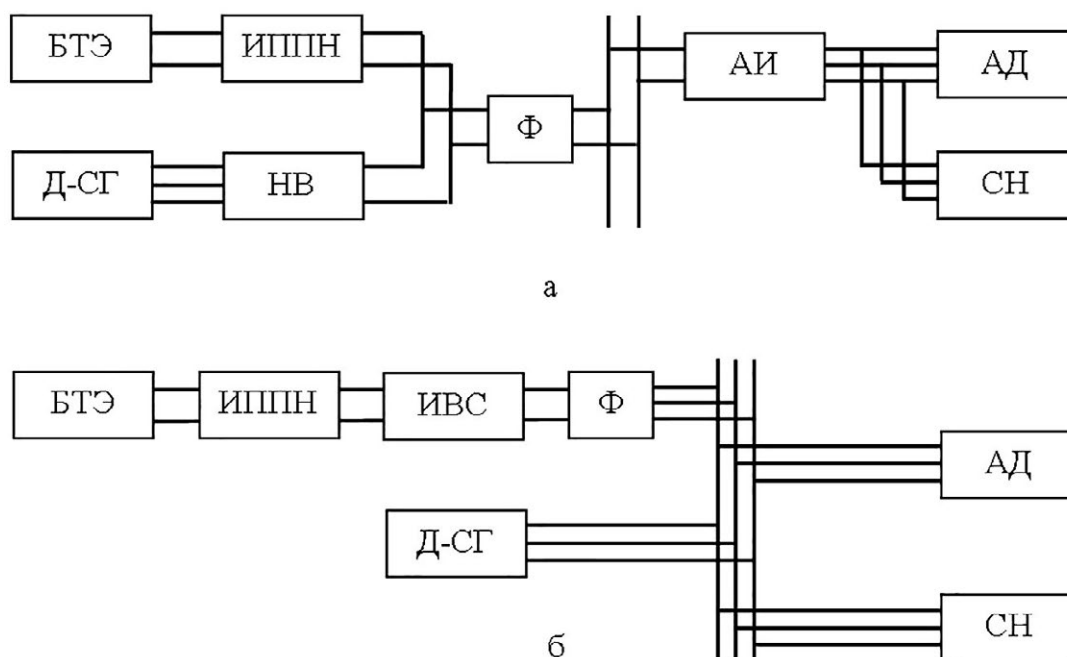 БТЭ ИППН АИ АД
Ф
Д-СГ НВ СН
а
БТЭ ИППН ИВС Ф
АД
Д-СГ
СН
б